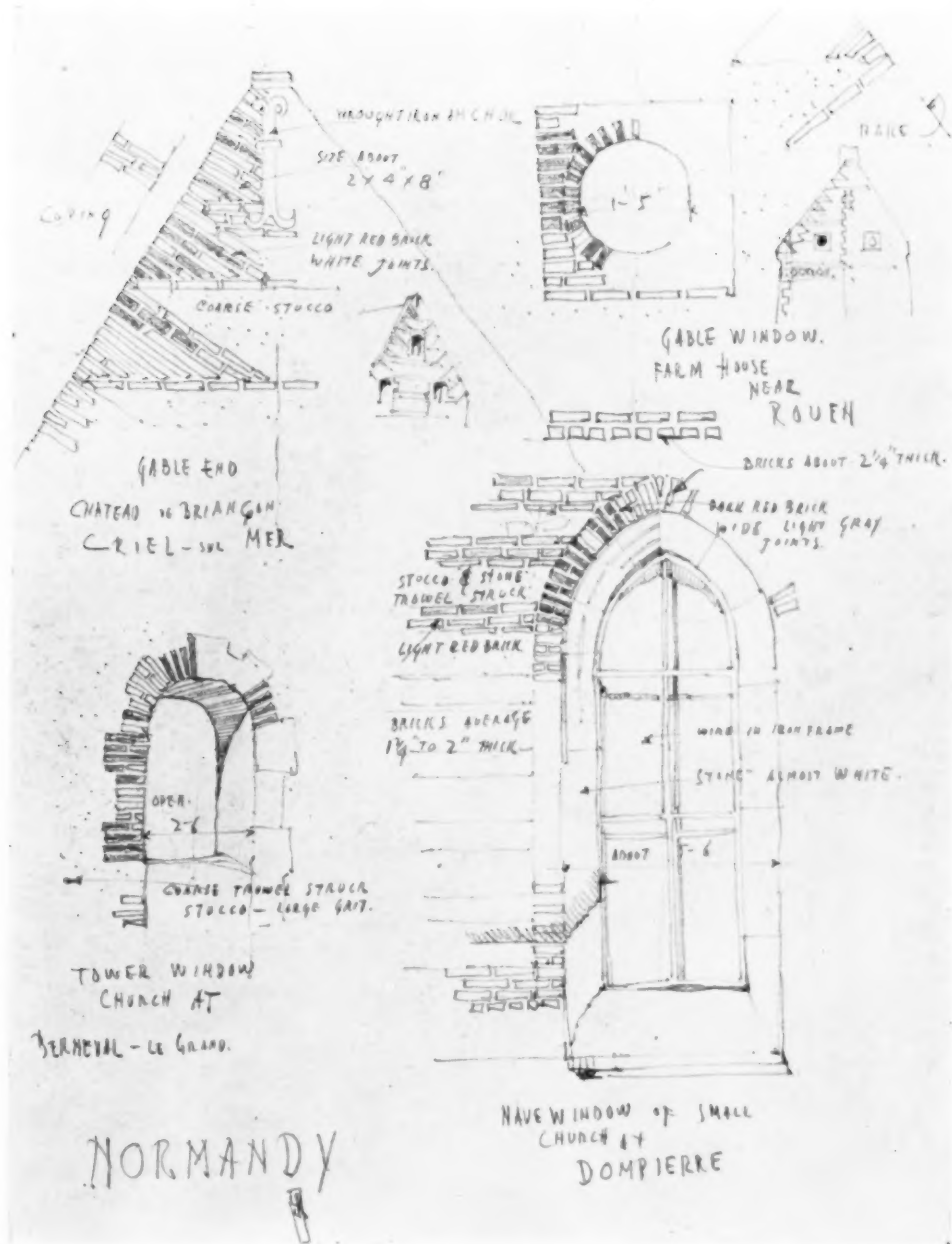 WROUGHT IRON ANCHOR
SIZE ABOUT
2 × 4" × 8"
COPING
LIGHT RED BRICK
WHITE JOINTS.
COARSE - STUCCO
GABLE END
CHATEAU DE BRIANÇON
CRIEL - SUR MER
1'-5"
RAKE
GABLE WINDOW.
FARM HOUSE
NEAR
ROUEN
BRICKS ABOUT 2¼" THICK.
DARK RED BRICK
WIDE LIGHT GRAY
JOINTS.
STUCCO & STONE
TROWEL STRUCK
LIGHT RED BRICK
BRICKS AVERAGE
1¾" TO 2" THICK
WIRE IN IRON FRAME
STONE - ALMOST WHITE.
ABOUT 5-6
NAVE WINDOW OF SMALL
CHURCH AT
DOMPIERRE
OPEN.
2-6
COARSE TROWEL STRUCK
STUCCO - LARGE GRIT.
TOWER WINDOW
CHURCH AT
BERNEVAL - LE GRAND.
NORMANDY